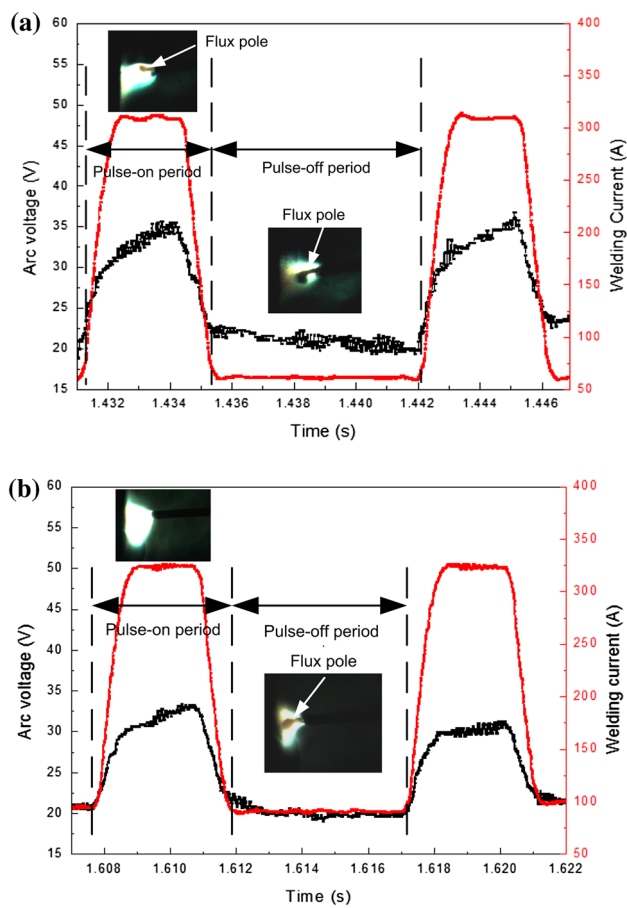 (a)
60
55
50
45
40
35
30
25
20
15
Arc voltage (V)
Flux pole
Pulse-on period
Pulse-off period
Flux pole
400
350
300
250
200
150
100
50
Welding Current (A)
1.432 1.434 1.436 1.438 1.440 1.442 1.444 1.446
Time (s)
(b)
60
55
50
45
40
35
30
25
20
15
Arc voltage (V)
Pulse-on period
Pulse-off period
Flux pole
400
350
300
250
200
150
100
50
Welding current (A)
1.608 1.610 1.612 1.614 1.616 1.617 1.618 1.620 1.622
Time (s)